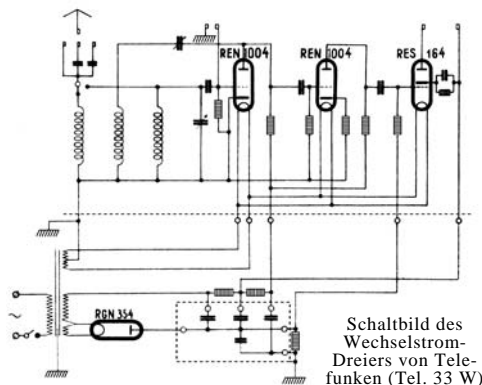 REN 1004
REN 1004
RES 164
RGN 354
Schaltbild des
Wechselstrom-
Dreiers von Tele-
funken (Tel. 33 W)